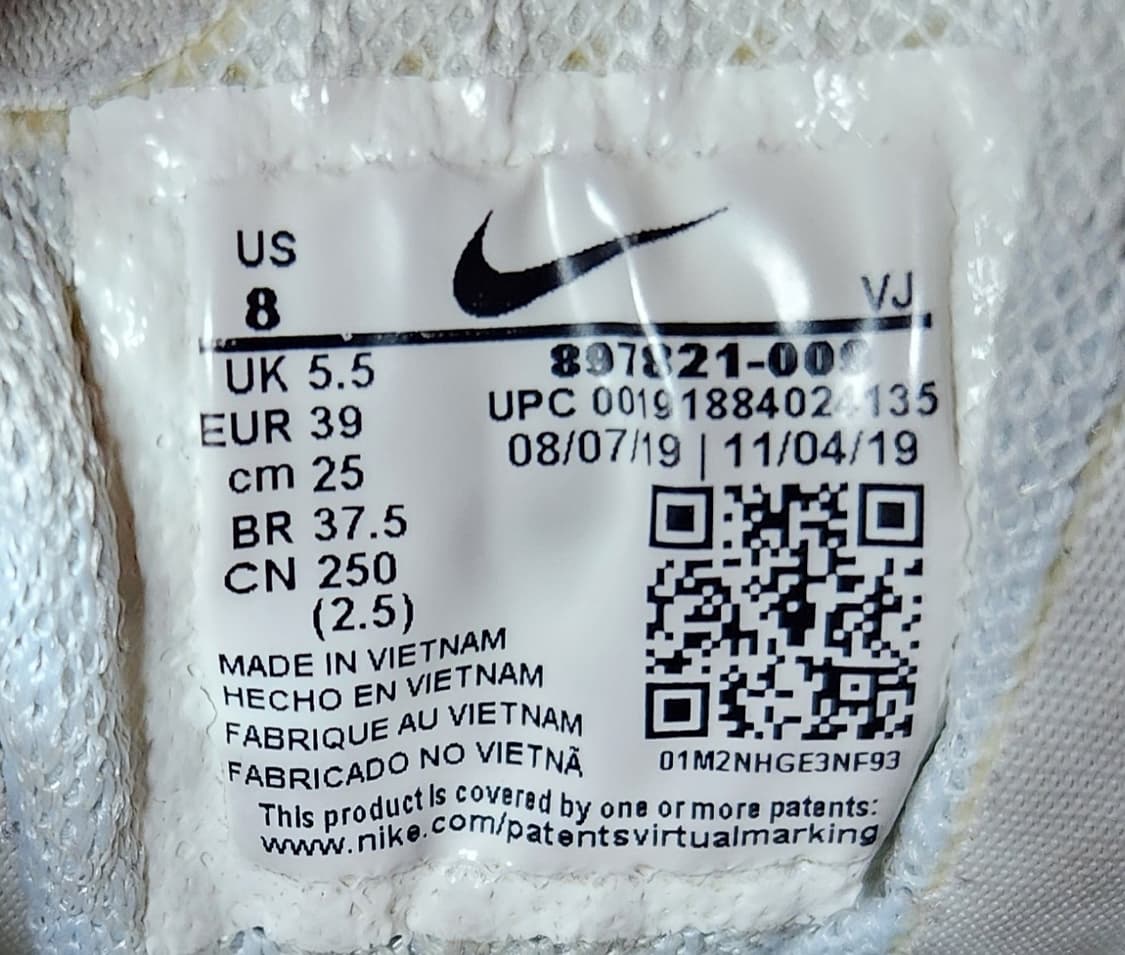 US
8
VJ
UK 5.5
EUR 39
cm 25
BR 37.5
CN 250
(2.5)
897821-009
UPC 00191884024135
08/07/19 | 11/04/19
01M2NHGE3NF93
MADE IN VIETNAM
HECHO EN VIETNAM
FABRIQUE AU VIETNAM
FABRICADO NO VIETNÃ
This product is covered by one or more patents:
www.nike.com/patentsvirtualmarking